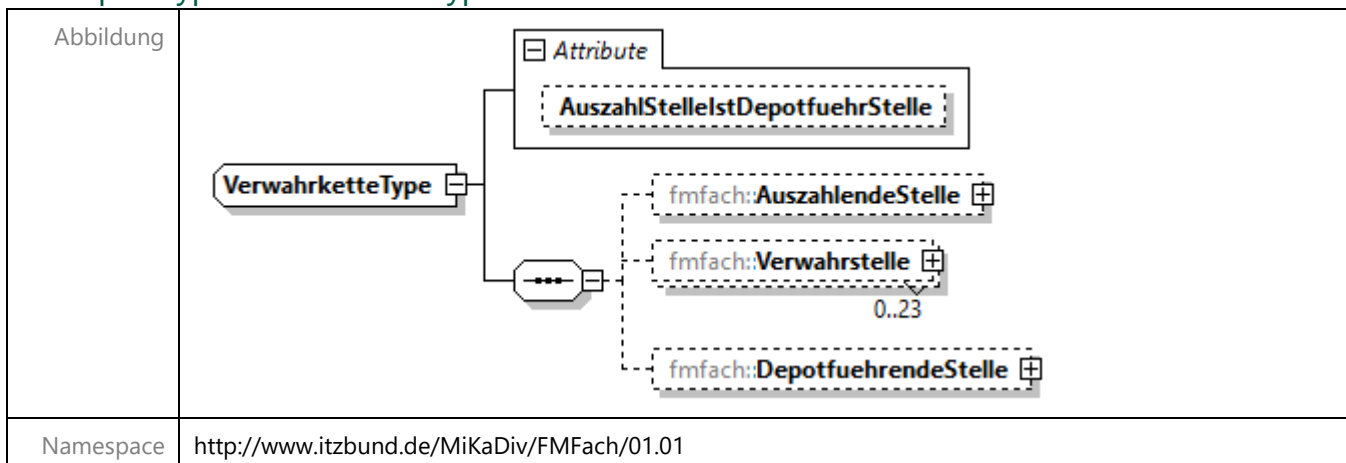 Abbildung
Attribute
AuszahlStelleIstDepotfuehrStelle
VerwahrketteType
fmfach::AuszahlendeStelle
fmfach::Verwahrstelle
0..23
fmfach::DepotfuehrendeStelle
Namespace
http://www.itzbund.de/MiKaDiv/FMFach/01.01